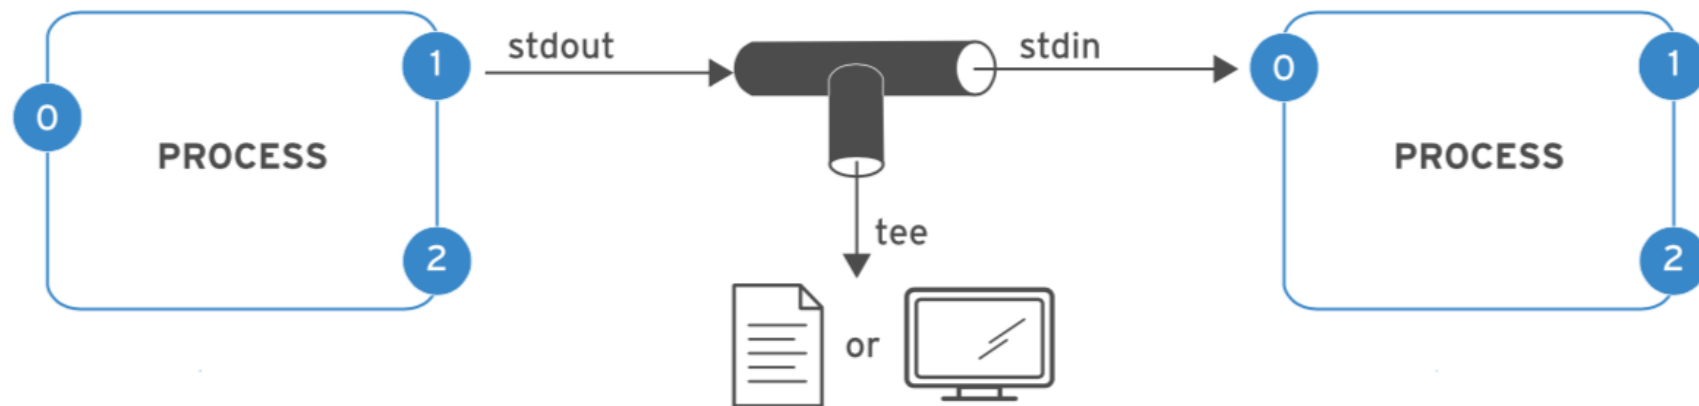 stdout
stdin
1
0
1
0
PROCESS
PROCESS
tee
2
2
or